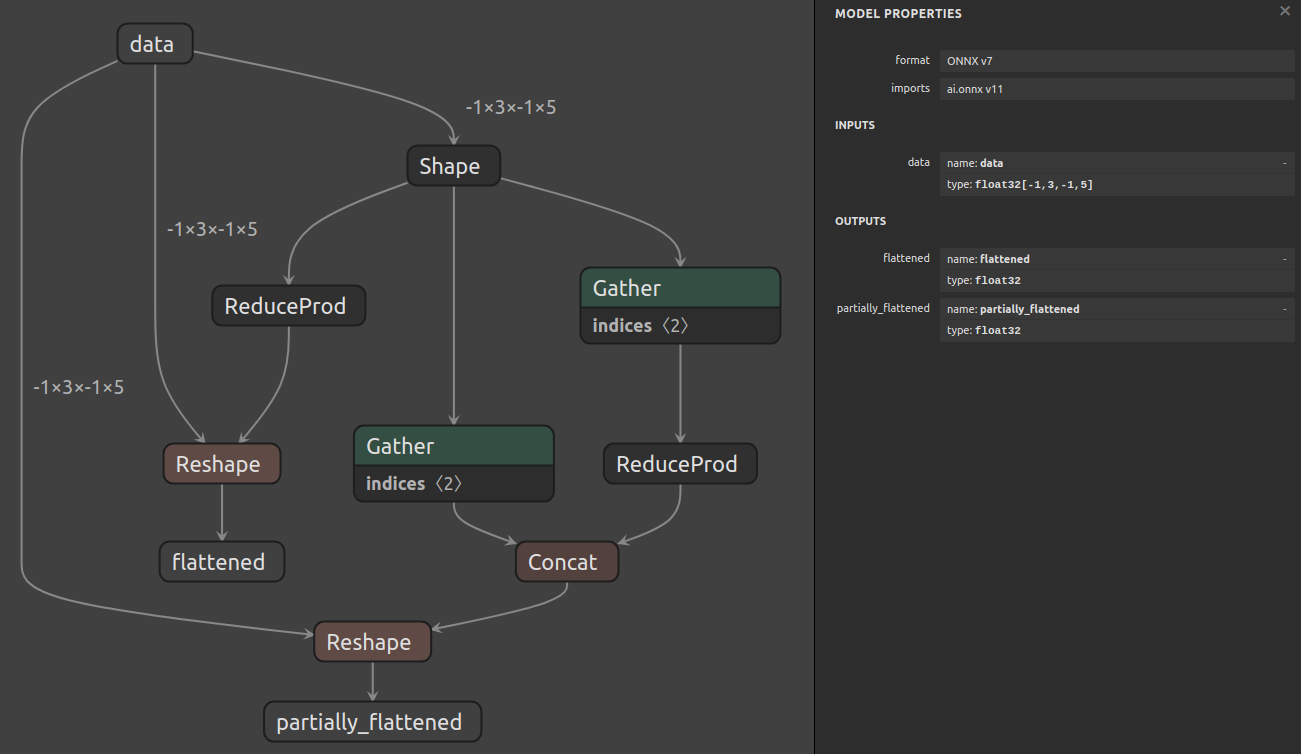 data
-1×3×-1×5
Shape
-1×3×-1×5
ReduceProd
Gather
indices 〈2〉
-1×3×-1×5
Reshape
Gather
indices 〈2〉
ReduceProd
flattened
Concat
Reshape
partially_flattened
MODEL PROPERTIES
×
format
ONNX v7
imports
ai.onnx v11
INPUTS
data
name: data
-
type: float32[-1,3,-1,5]
OUTPUTS
flattened
name: flattened
-
type: float32
partially_flattened
name: partially_flattened
-
type: float32